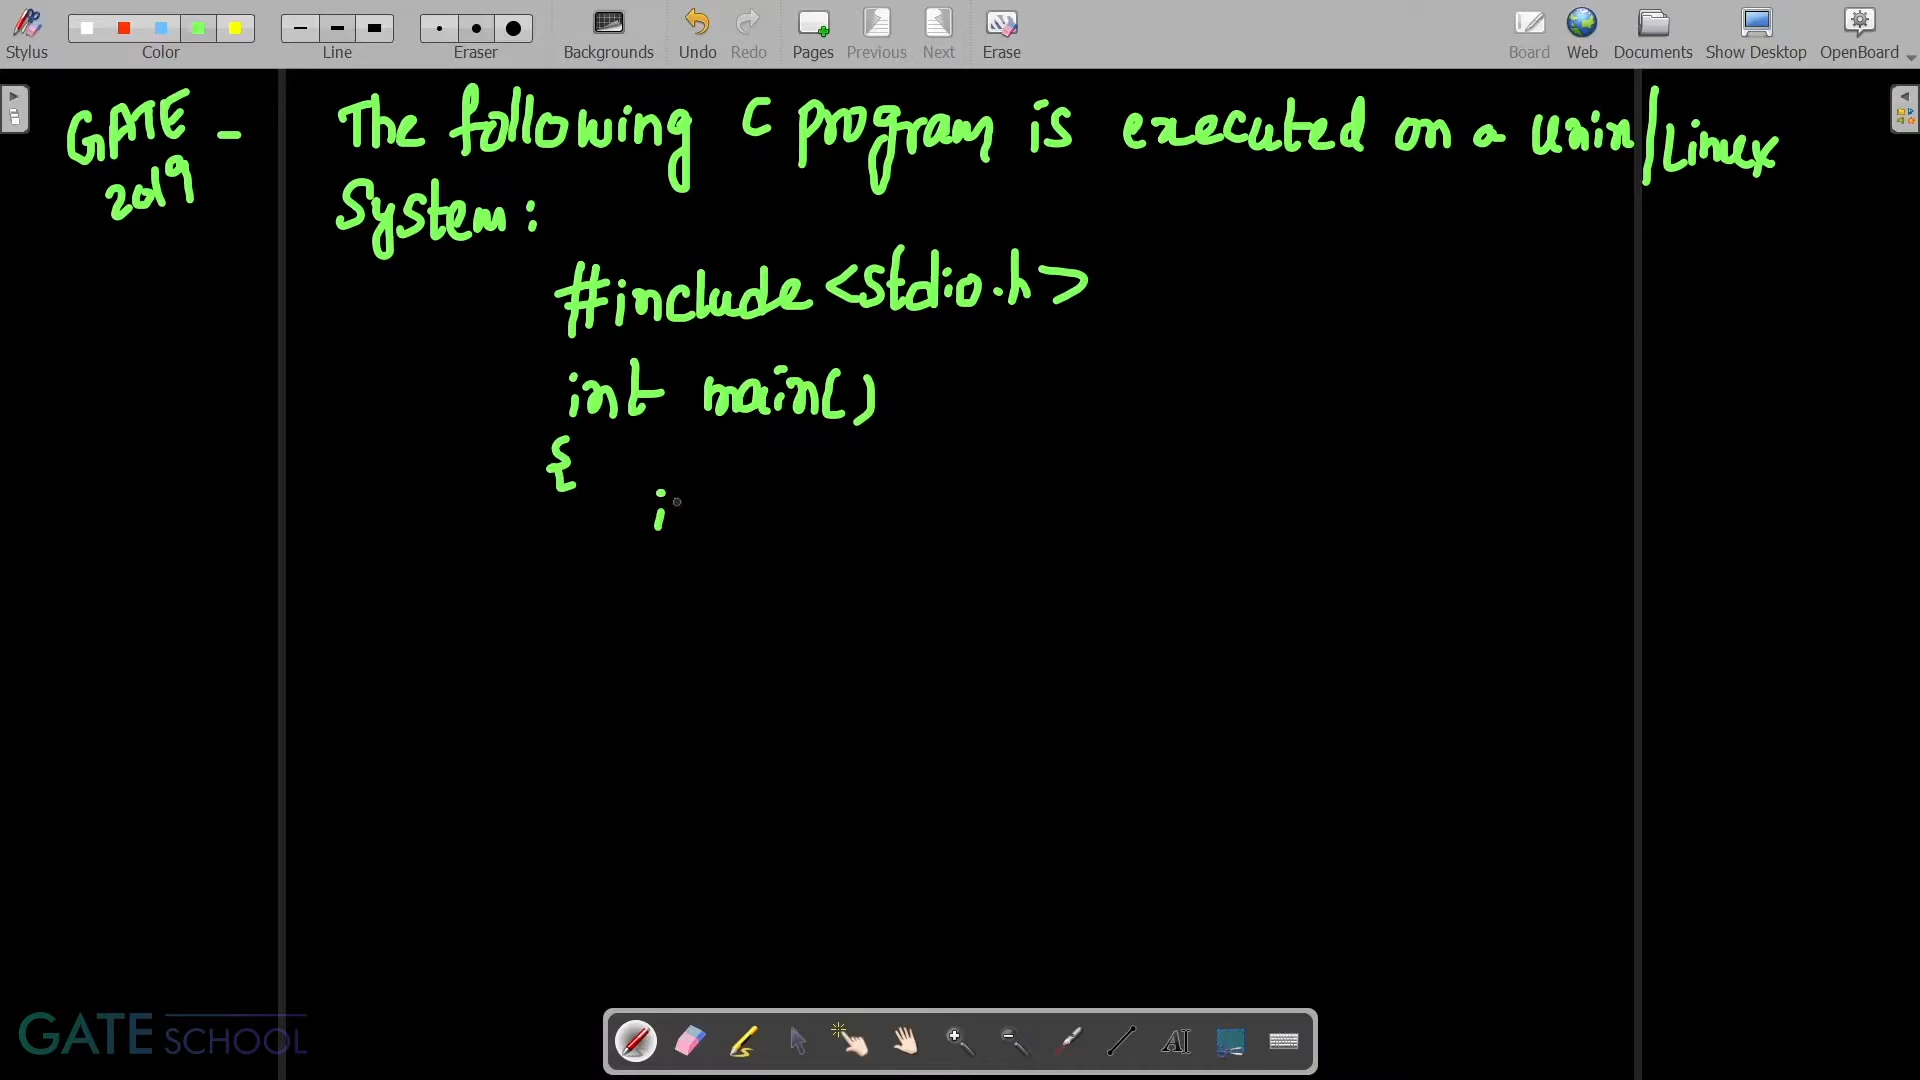 Stylus Color Line Eraser Backgrounds Undo Redo Pages Previous Next Erase Board Web Documents Show Desktop OpenBoard
GATE - 2019
The following C program is executed on a Unix/Linux
System:
#include <stdio.h>
int main()
{
i
GATE SCHOOL